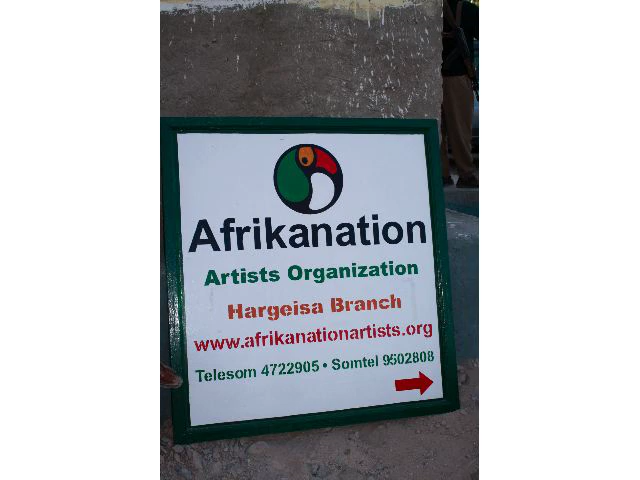 Afrikanation
Artists Organization
Hargeisa Branch
www.afrikanationartists.org
Telesom 4722905 • Somtel 9502808